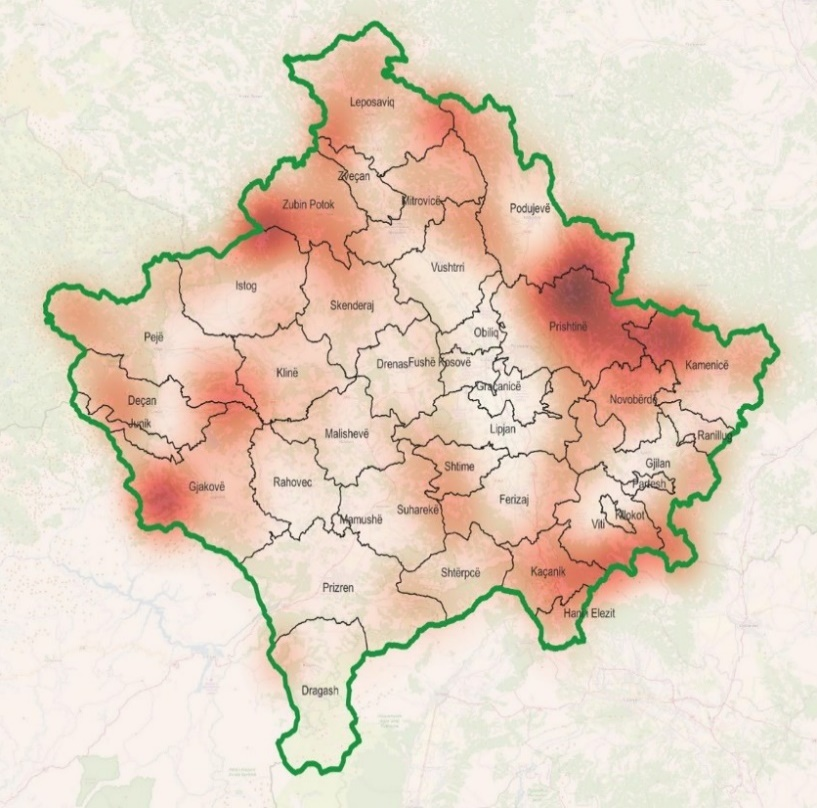 Leposaviq
Zveçan
Zubin Potok
Mitrovicë
Podujevë
Vushtrri
Istog
Skenderaj
Prishtinë
Obiliq
Pejë
Drenas
Fushë Kosovë
Kamenicë
Klinë
Graçanicë
Deçan
Novobërdë
Junik
Lipjan
Malishevë
Ranillug
Shtime
Gjilan
Rahovec
Partesh
Gjakovë
Ferizaj
Suharekë
Mamushë
Viti
Kllokot
Shtërpcë
Kaçanik
Prizren
Hani i Elezit
Dragash